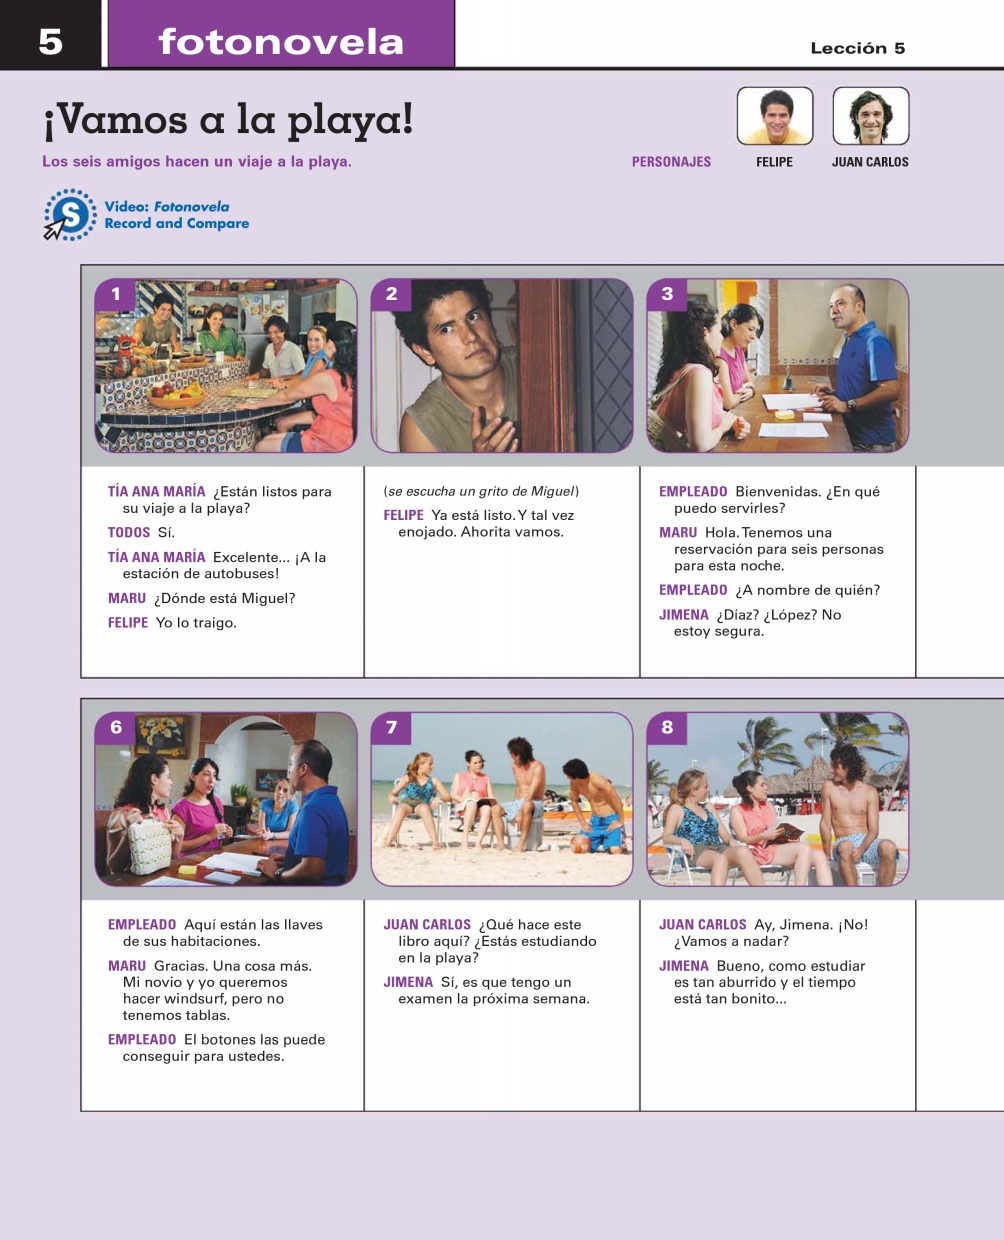 5
fotonovela
Lección 5
¡Vamos a la playa!
Los seis amigos hacen un viaje a la playa.
PERSONAJES
FELIPE
JUAN CARLOS
S
Video: Fotonovela
Record and Compare
1
TÍA ANA MARÍA ¿Están listos para
su viaje a la playa?
TODOS Sí.
TÍA ANA MARÍA Excelente... ¡A la
estación de autobuses!
MARU ¿Dónde está Miguel?
FELIPE Yo lo traigo.
2
(se escucha un grito de Miguel)
FELIPE Ya está listo. Y tal vez
enojado. Ahorita vamos.
3
EMPLEADO Bienvenidas. ¿En qué
puedo servirles?
MARU Hola. Tenemos una
reservación para seis personas
para esta noche.
EMPLEADO ¿A nombre de quién?
JIMENA ¿Díaz? ¿López? No
estoy segura.
6
EMPLEADO Aquí están las llaves
de sus habitaciones.
MARU Gracias. Una cosa más.
Mi novio y yo queremos
hacer windsurf, pero no
tenemos tablas.
EMPLEADO El botones las puede
conseguir para ustedes.
7
JUAN CARLOS ¿Qué hace este
libro aquí? ¿Estás estudiando
en la playa?
JIMENA Sí, es que tengo un
examen la próxima semana.
8
JUAN CARLOS Ay, Jimena. ¡No!
¿Vamos a nadar?
JIMENA Bueno, como estudiar
es tan aburrido y el tiempo
está tan bonito...